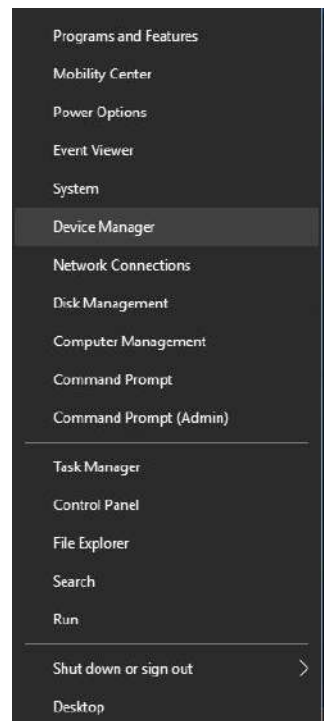 Programs and Features
Mobility Center
Power Options
Event Viewer
System
Device Manager
Network Connections
Disk Management
Computer Management
Command Prompt
Command Prompt (Admin)
Task Manager
Control Panel
File Explorer
Search
Run
Shut down or sign out
Desktop